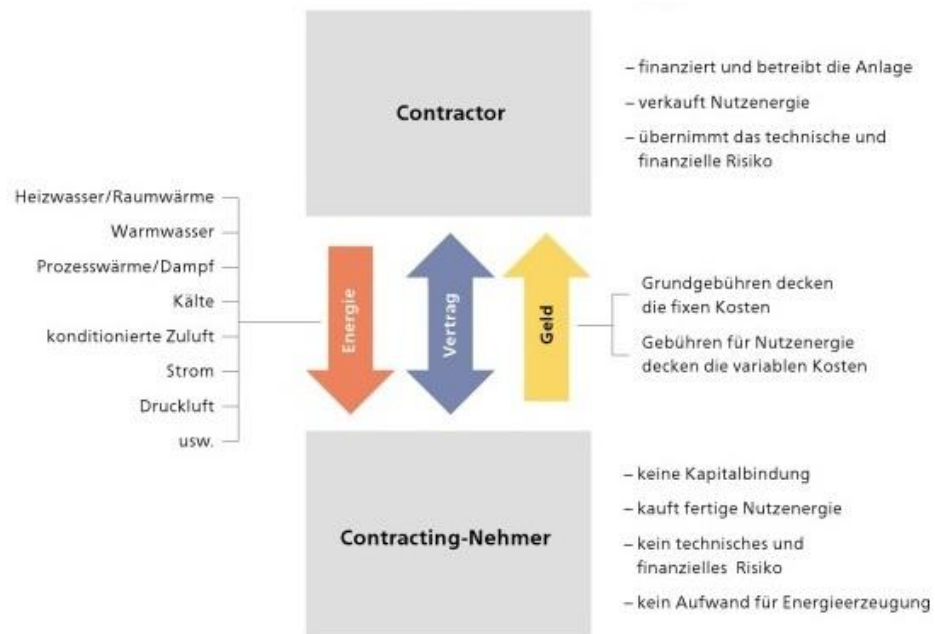 Contractor
– finanziert und betreibt die Anlage
– verkauft Nutzenergie
– übernimmt das technische und
finanzielle Risiko
Heizwasser/Raumwärme
Warmwasser
Prozesswärme/Dampf
Kälte
konditionierte Zuluft
Strom
Druckluft
usw.
Energie
Vertrag
Geld
Grundgebühren decken
die fixen Kosten
Gebühren für Nutzenergie
decken die variablen Kosten
Contracting-Nehmer
– keine Kapitalbindung
– kauft fertige Nutzenergie
– kein technisches und
finanzielles Risiko
– kein Aufwand für Energieerzeugung